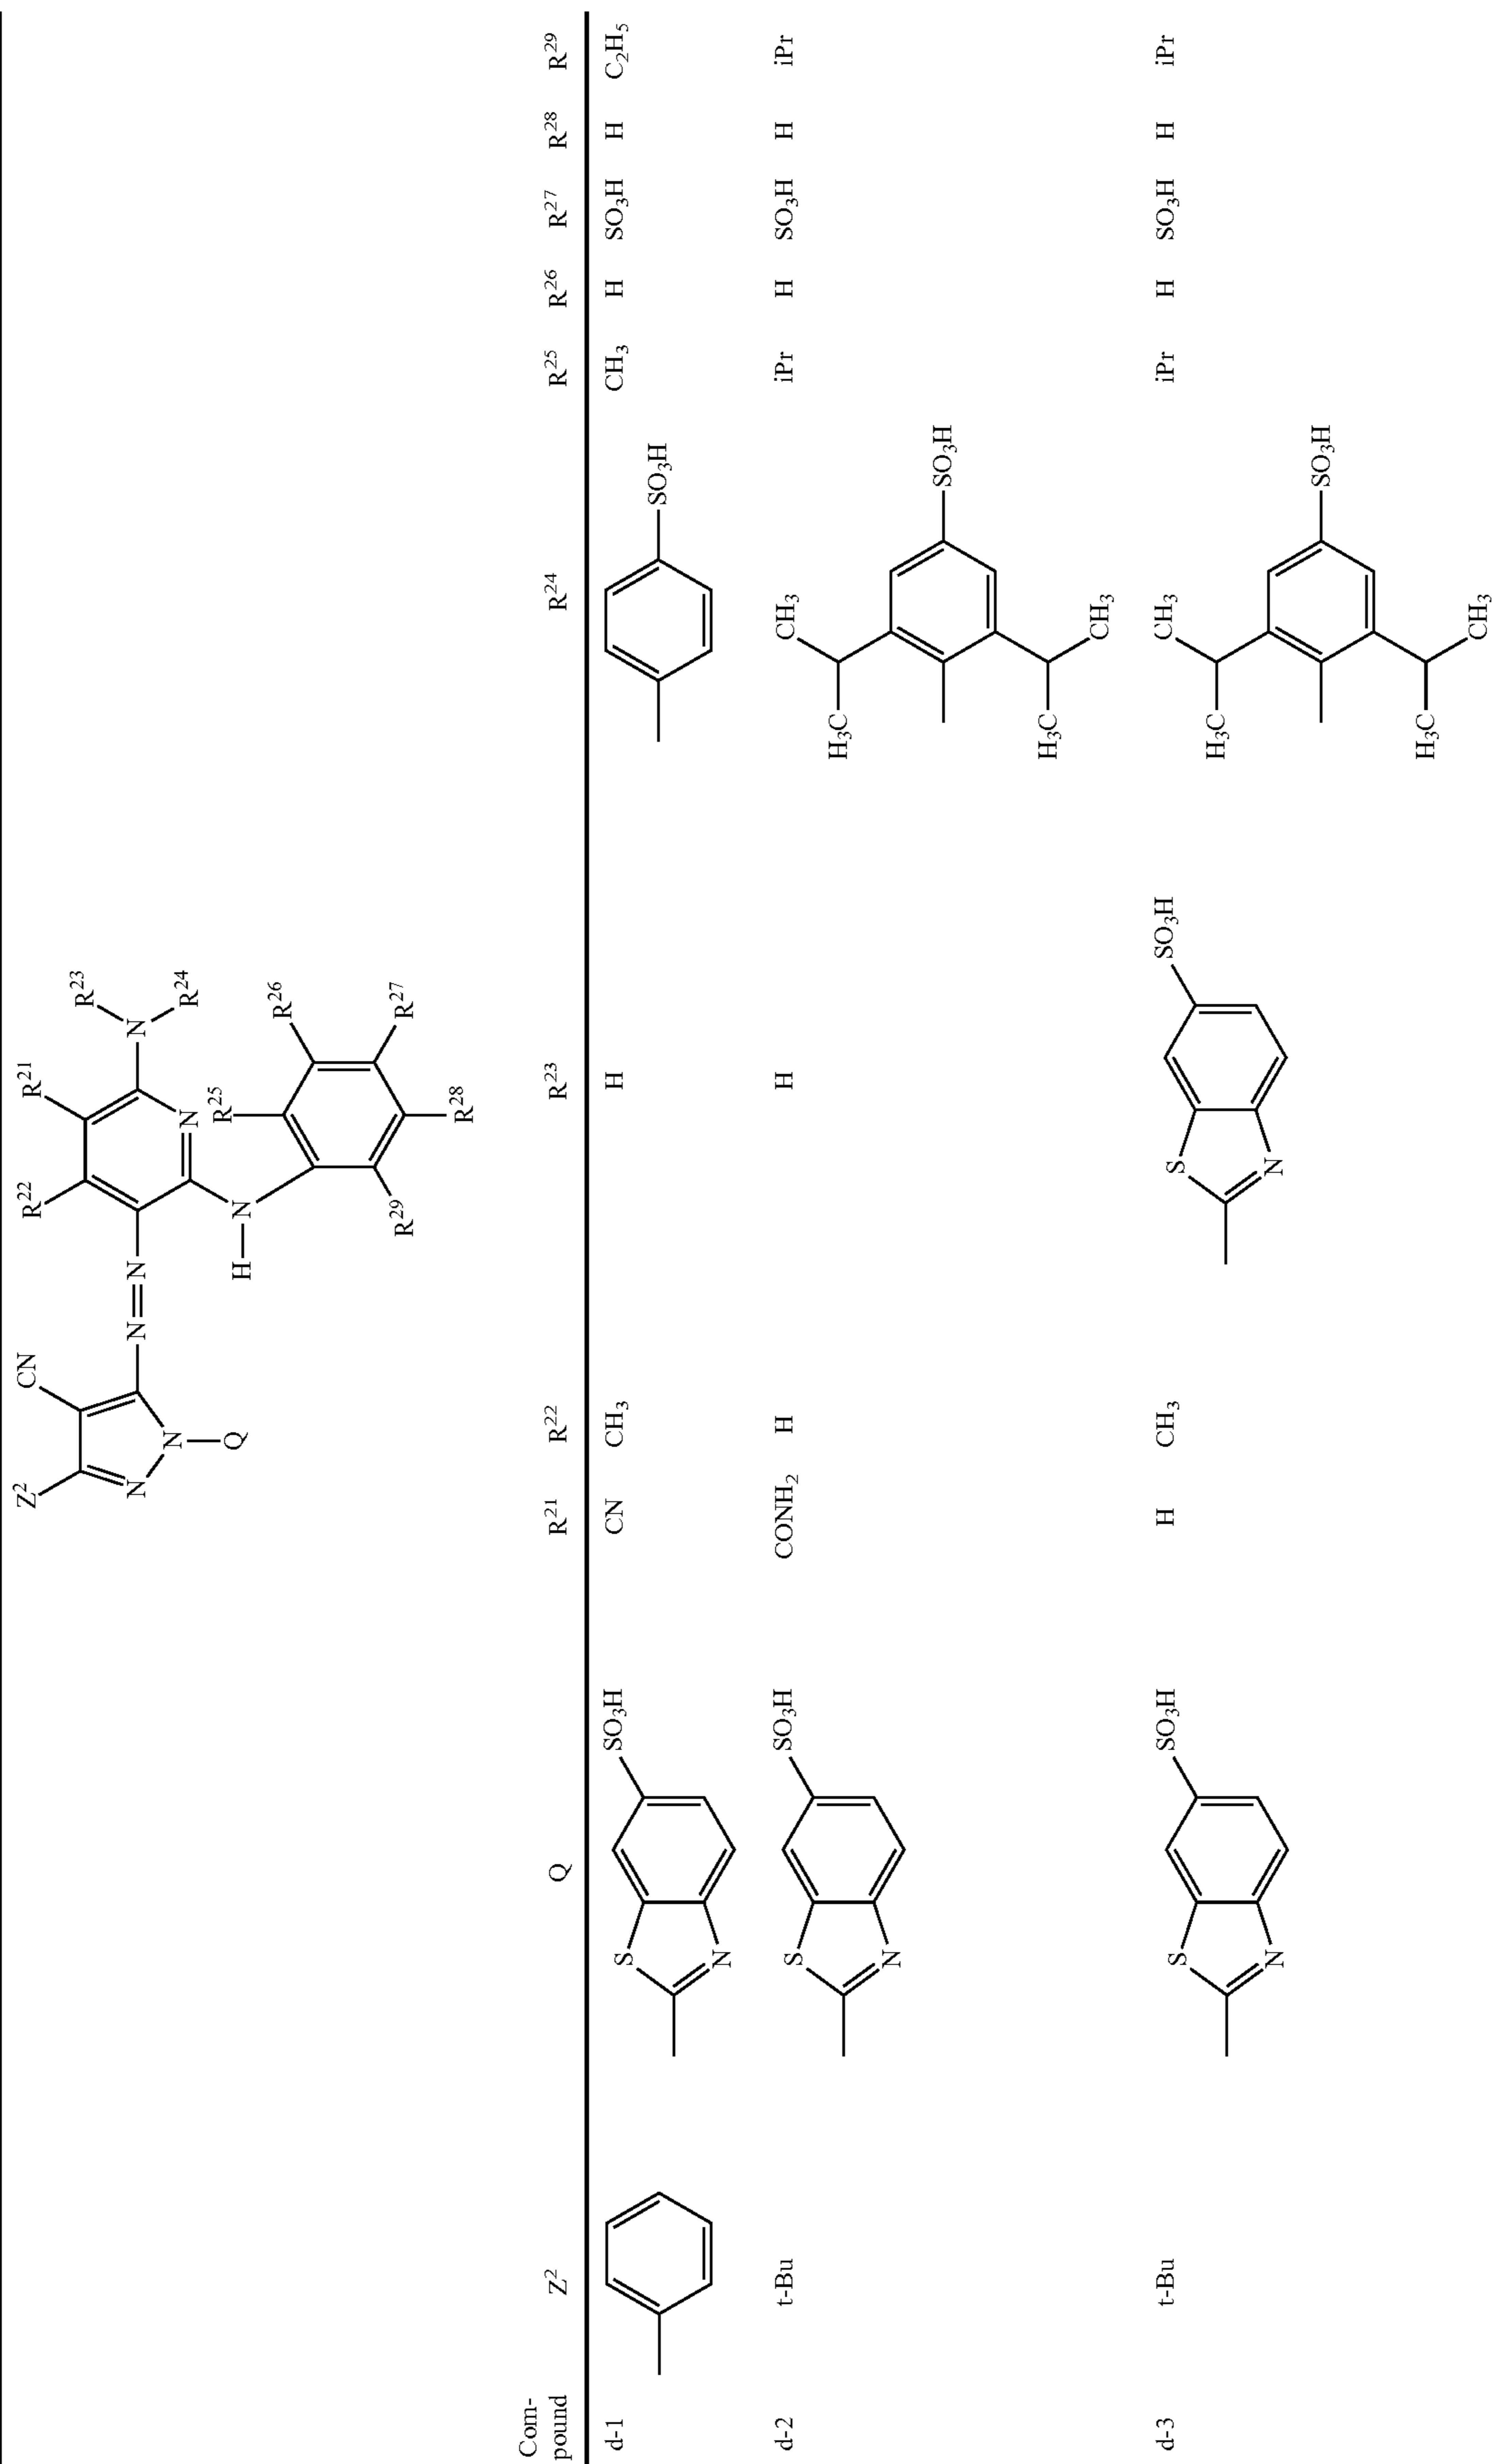 Z² CN R²² R²¹ R²³
N N N=N N R²⁴
N N R²⁵ R²⁶
Q H R²⁹ R²⁸ R²⁷
Com-
pound Z² Q R²¹ R²² R²³ R²⁴ R²⁵ R²⁶ R²⁷ R²⁸ R²⁹
d-1 S N SO₃H CN CH₃ H SO₃H CH₃ H SO₃H H C₂H₅
d-2 t-Bu S N SO₃H CONH₂ H H H₃C CH₃ SO₃H H₃C CH₃ iPr H SO₃H H iPr
d-3 t-Bu S N SO₃H H CH₃ S N SO₃H H₃C CH₃ SO₃H H₃C CH₃ iPr H SO₃H H iPr